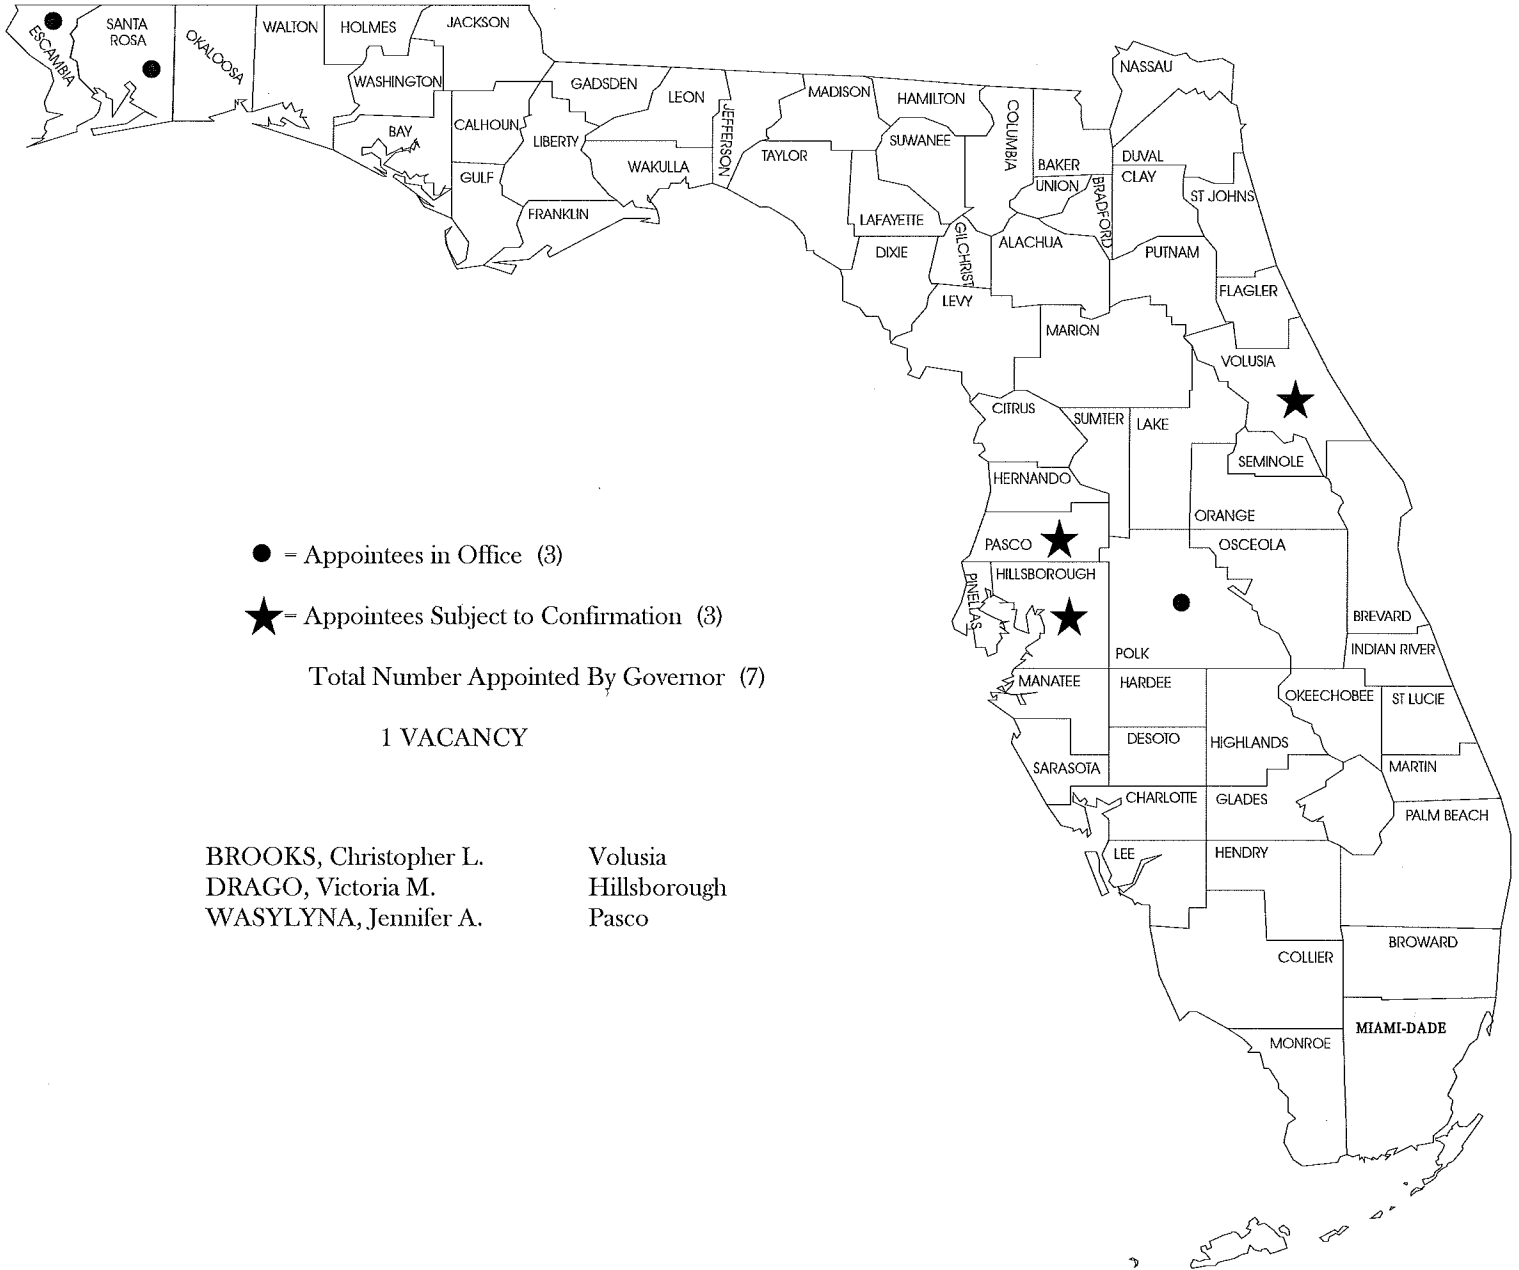 ESCAMBIA
SANTA
ROSA
OKALOOSA
WALTON
HOLMES
JACKSON
WASHINGTON
BAY
CALHOUN
GULF
LIBERTY
GADSDEN
LEON
WAKULLA
FRANKLIN
JEFFERSON
MADISON
TAYLOR
HAMILTON
SUWANEE
LAFAYETTE
DIXIE
COLUMBIA
GILCHRIST
LEVY
BAKER
UNION
BRADFORD
ALACHUA
NASSAU
DUVAL
CLAY
ST JOHNS
PUTNAM
FLAGLER
MARION
VOLUSIA
CITRUS
SUMTER
LAKE
SEMINOLE
HERNANDO
ORANGE
PASCO
OSCEOLA
HILLSBOROUGH
PINELLAS
POLK
BREVARD
INDIAN RIVER
MANATEE
HARDEE
OKEECHOBEE
ST LUCIE
DESOTO
HIGHLANDS
SARASOTA
MARTIN
CHARLOTTE
GLADES
PALM BEACH
LEE
HENDRY
BROWARD
COLLIER
MIAMI-DADE
MONROE
= Appointees in Office (3)
= Appointees Subject to Confirmation (3)
Total Number Appointed By Governor (7)
1 VACANCY
BROOKS, Christopher L. Volusia
DRAGO, Victoria M. Hillsborough
WASYLYNA, Jennifer A. Pasco